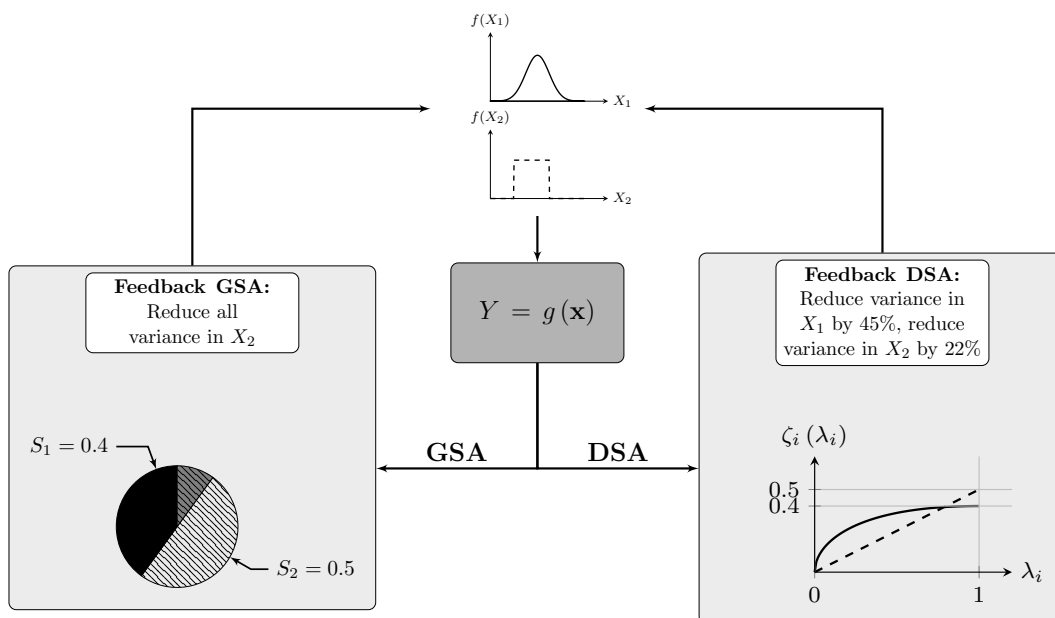 f(X₁)
X₁
f(X₂)
X₂
Feedback GSA:
Reduce all
variance in X₂
Y = g(𝐱)
Feedback DSA:
Reduce variance in
X₁ by 45%, reduce
variance in X₂ by 22%
GSA
DSA
S₁ = 0.4
S₂ = 0.5
ζᵢ(λᵢ)
0.5
0.4
0
1
λᵢ